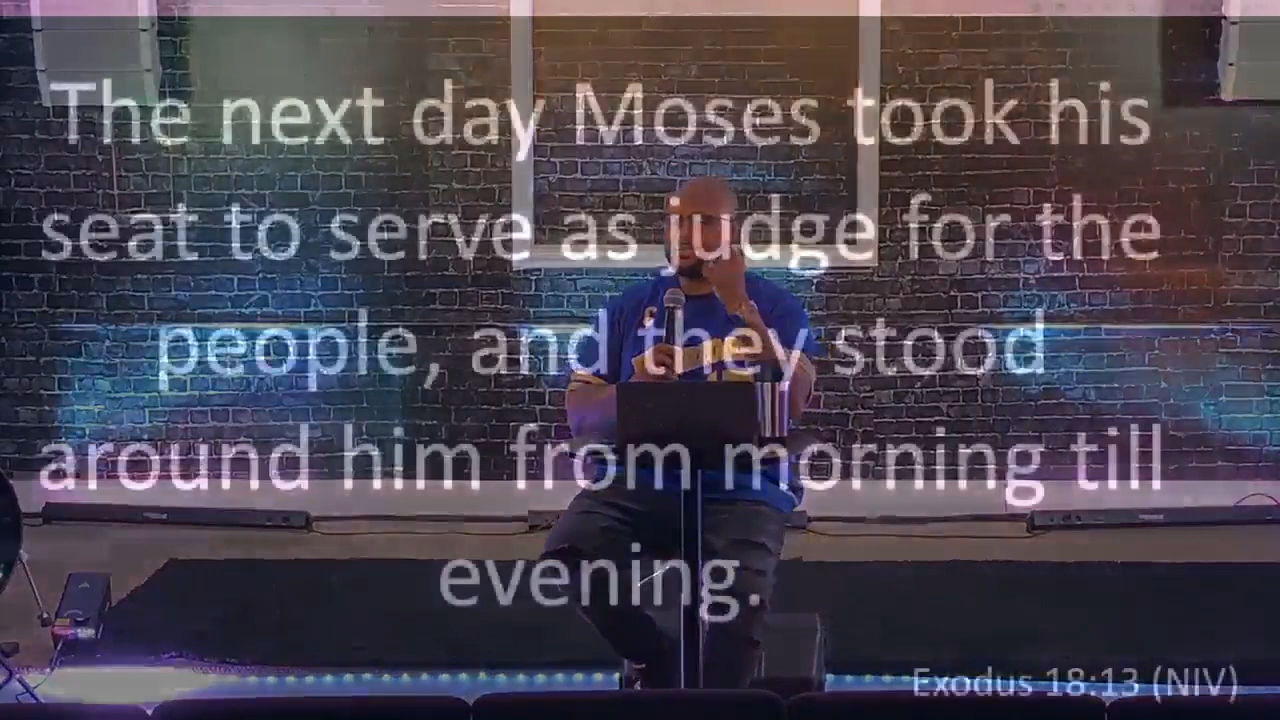 The next day Moses took his
seat to serve as judge for the
people, and they stood
around him from morning till
evening.
Exodus 18:13 (NIV)